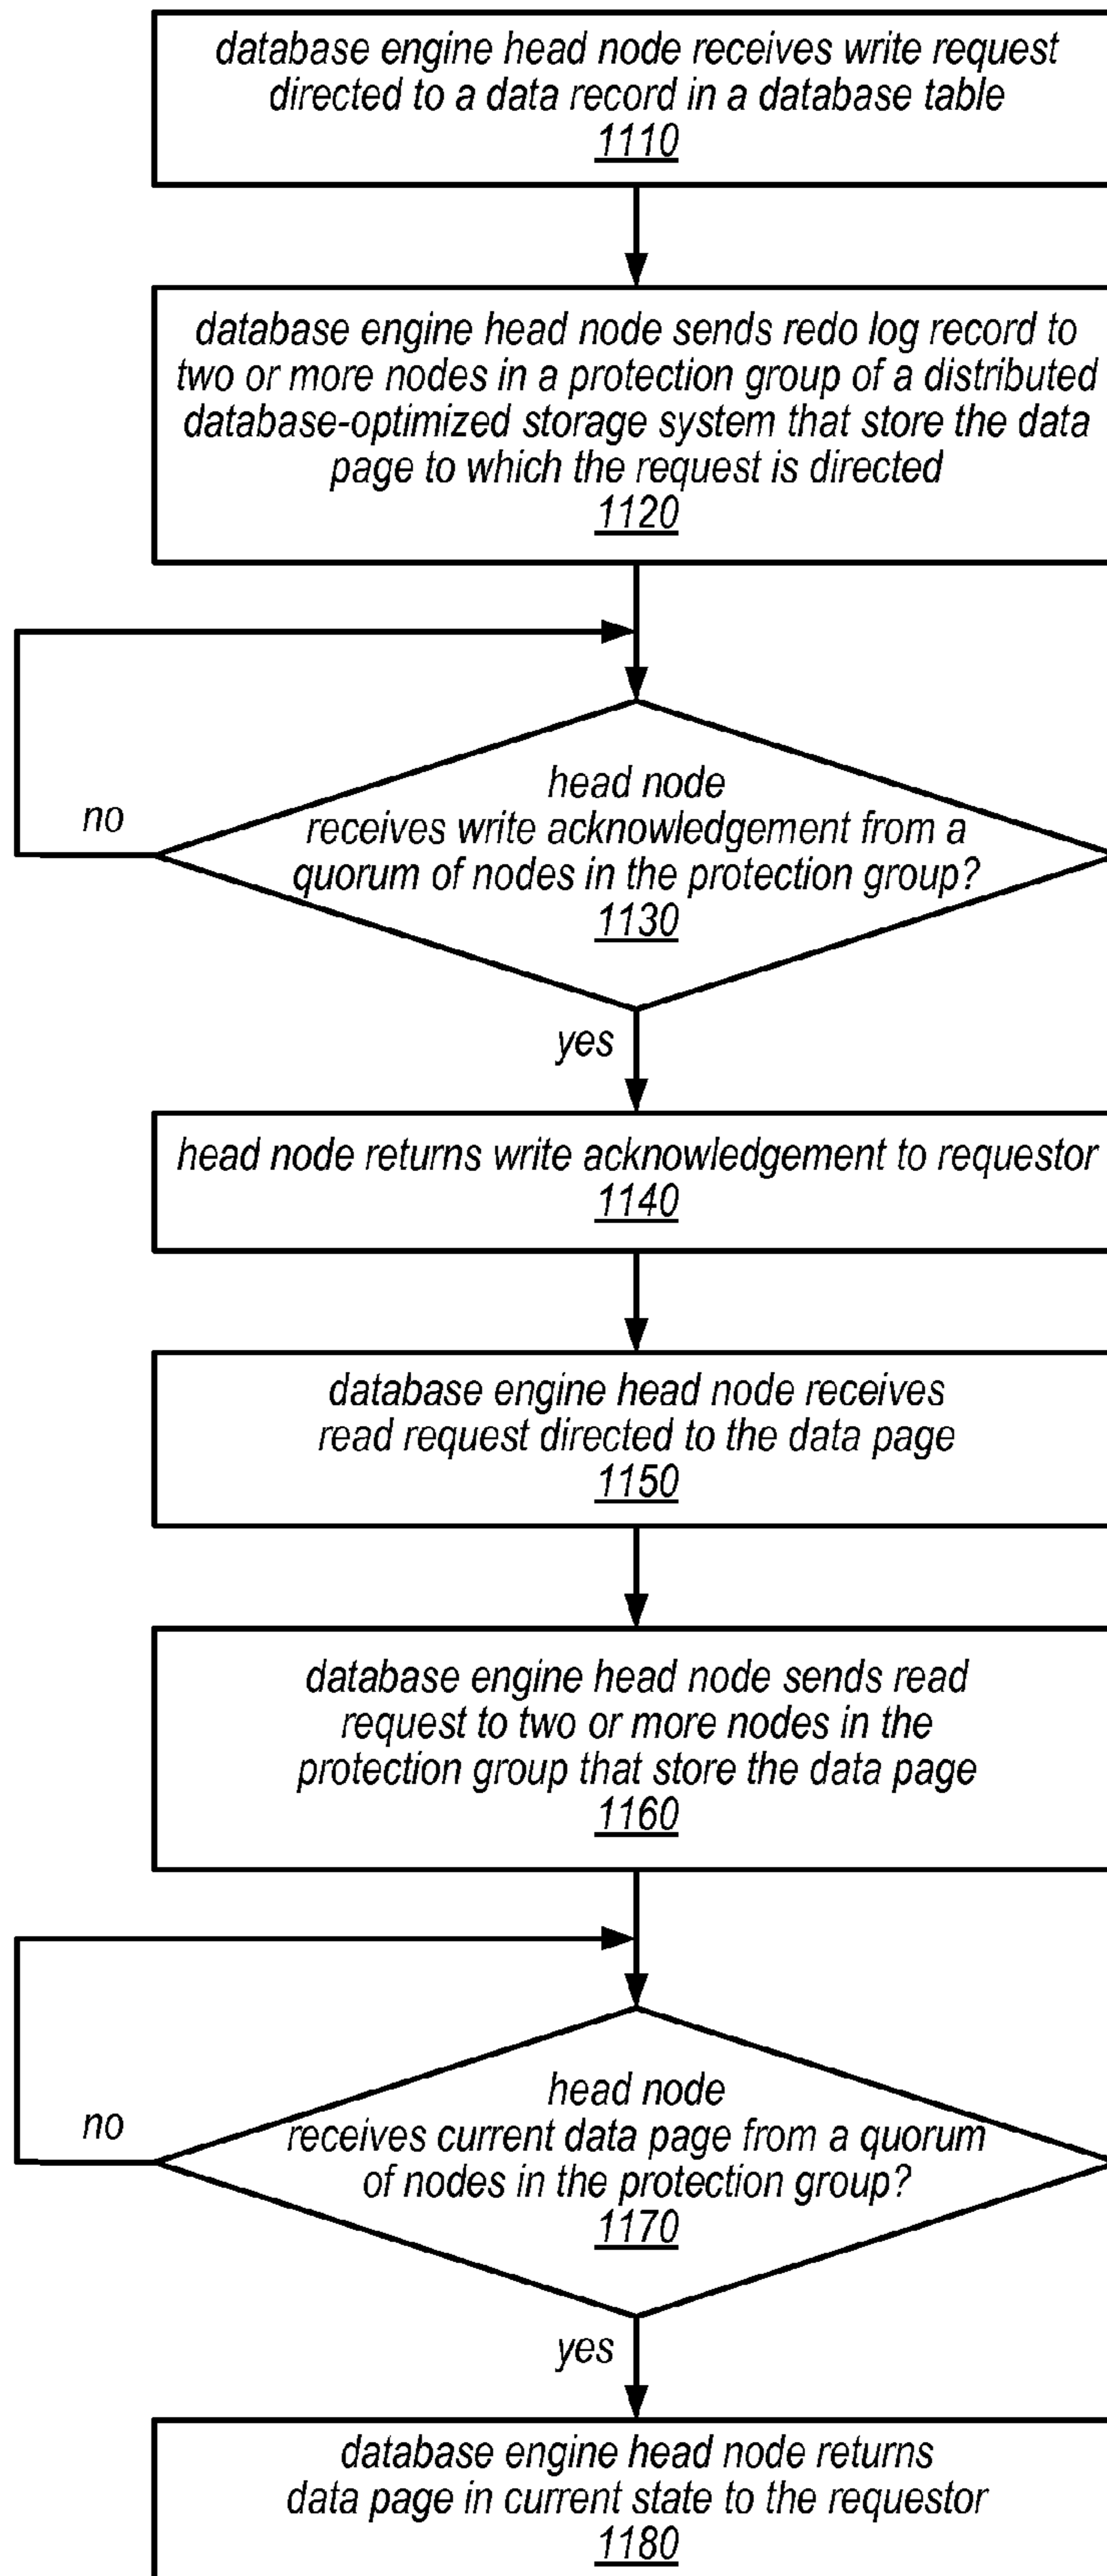 database engine head node receives write request
directed to a data record in a database table
1110
database engine head node sends redo log record to
two or more nodes in a protection group of a distributed
database-optimized storage system that store the data
page to which the request is directed
1120
head node
receives write acknowledgement from a
quorum of nodes in the protection group?
1130
no
yes
head node returns write acknowledgement to requestor
1140
database engine head node receives
read request directed to the data page
1150
database engine head node sends read
request to two or more nodes in the
protection group that store the data page
1160
head node
receives current data page from a quorum
of nodes in the protection group?
1170
no
yes
database engine head node returns
data page in current state to the requestor
1180